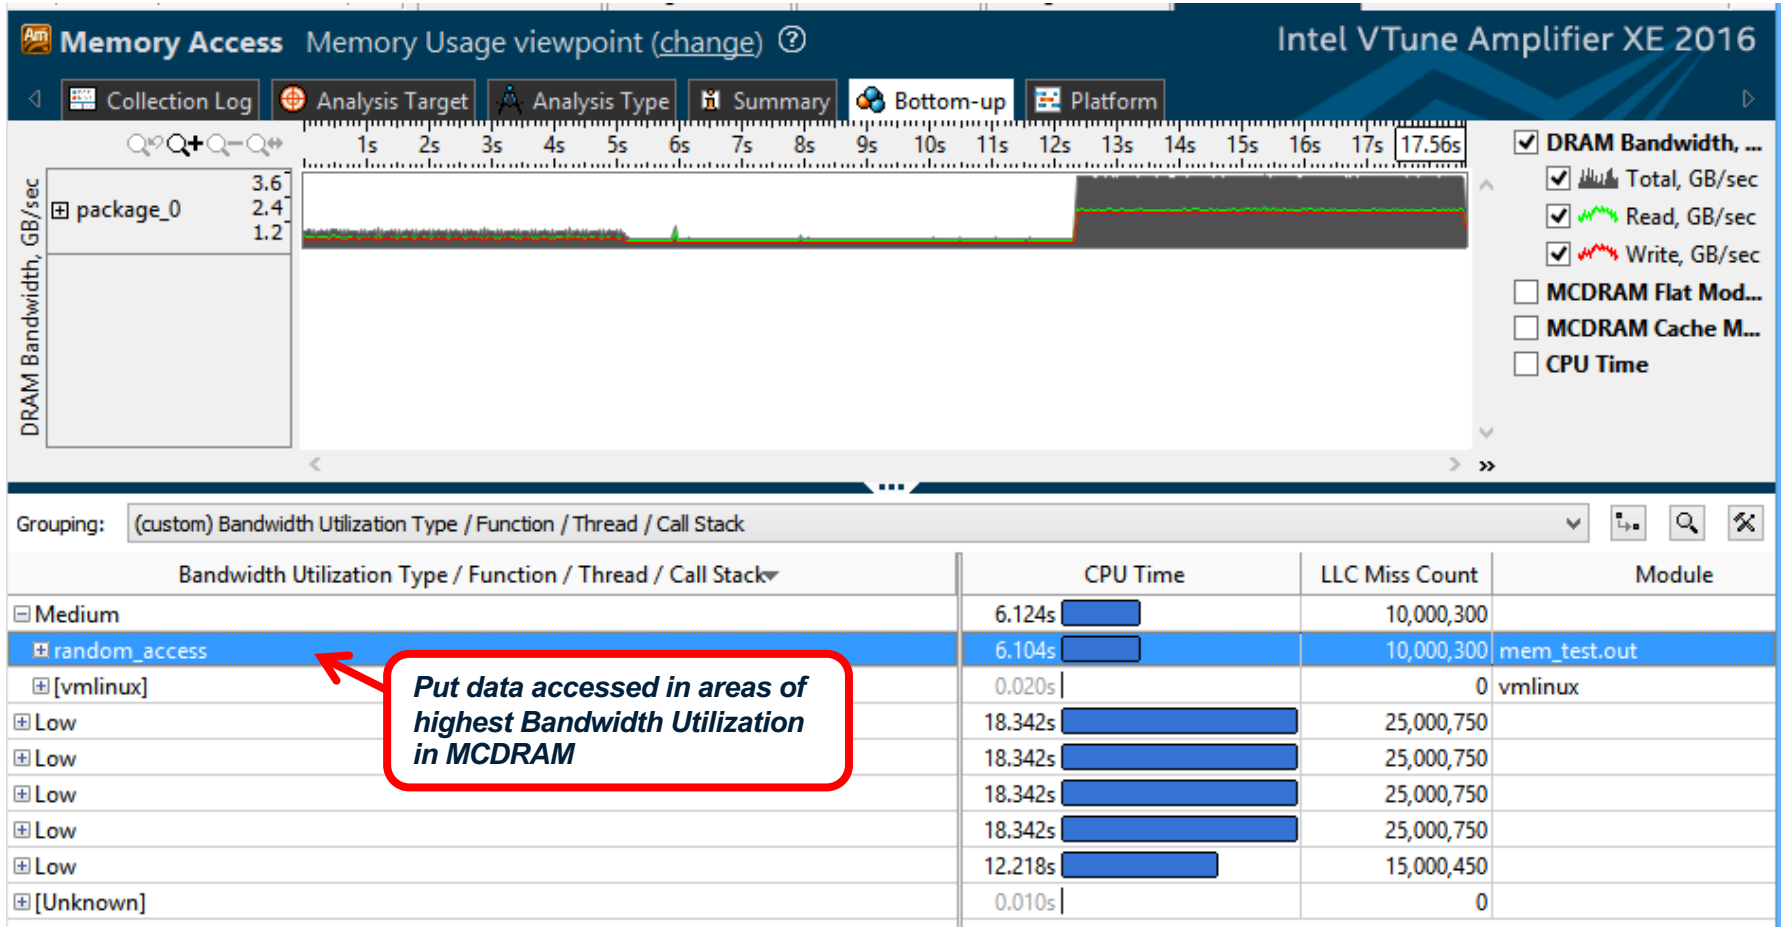 Memory Access Memory Usage viewpoint (change) ?
Intel VTune Amplifier XE 2016
Collection Log Analysis Target Analysis Type Summary Bottom-up Platform
1s 2s 3s 4s 5s 6s 7s 8s 9s 10s 11s 12s 13s 14s 15s 16s 17s 17.56s
DRAM Bandwidth, GB/sec
package_0
3.6
2.4
1.2
DRAM Bandwidth, ...
Total, GB/sec
Read, GB/sec
Write, GB/sec
MCDRAM Flat Mod...
MCDRAM Cache M...
CPU Time
Grouping: (custom) Bandwidth Utilization Type / Function / Thread / Call Stack
Bandwidth Utilization Type / Function / Thread / Call Stack CPU Time LLC Miss Count Module
Medium 6.124s 10,000,300
random_access 6.104s 10,000,300 mem_test.out
[vmlinux] 0.020s 0 vmlinux
Low 18.342s 25,000,750
Low 18.342s 25,000,750
Low 18.342s 25,000,750
Low 18.342s 25,000,750
Low 12.218s 15,000,450
[Unknown] 0.010s 0
Put data accessed in areas of
highest Bandwidth Utilization
in MCDRAM